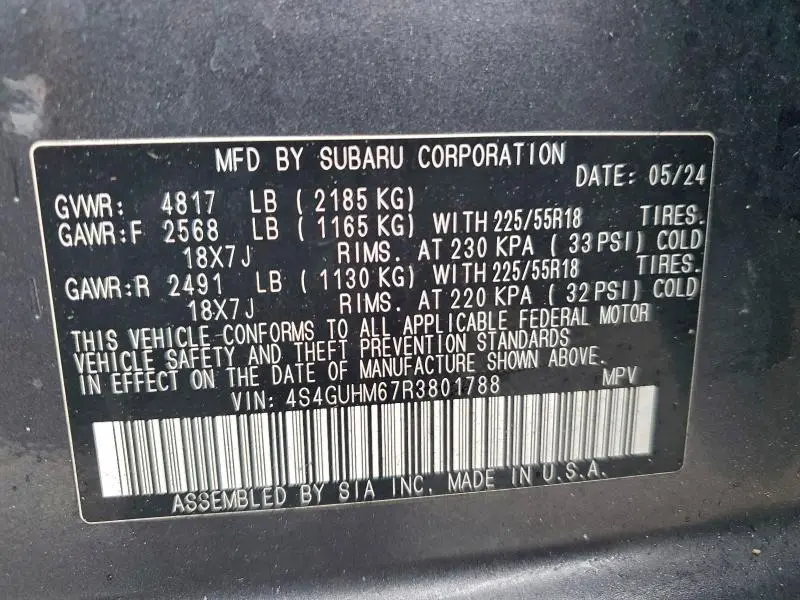 MFD BY SUBARU CORPORATION
DATE: 05/24
GVWR: 4817 LB ( 2185 KG)
GAWR:F 2568 LB ( 1165 KG) WITH 225/55R18 TIRES.
18X7J RIMS. AT 230 KPA ( 33 PSI) COLD
GAWR:R 2491 LB ( 1130 KG) WITH 225/55R18 TIRES.
18X7J RIMS. AT 220 KPA ( 32 PSI) COLD
THIS VEHICLE CONFORMS TO ALL APPLICABLE FEDERAL MOTOR
VEHICLE SAFETY AND THEFT PREVENTION STANDARDS
IN EFFECT ON THE DATE OF MANUFACTURE SHOWN ABOVE.
VIN: 4S4GUHM67R3801788 MPV
ASSEMBLED BY SIA INC. MADE IN U.S.A.